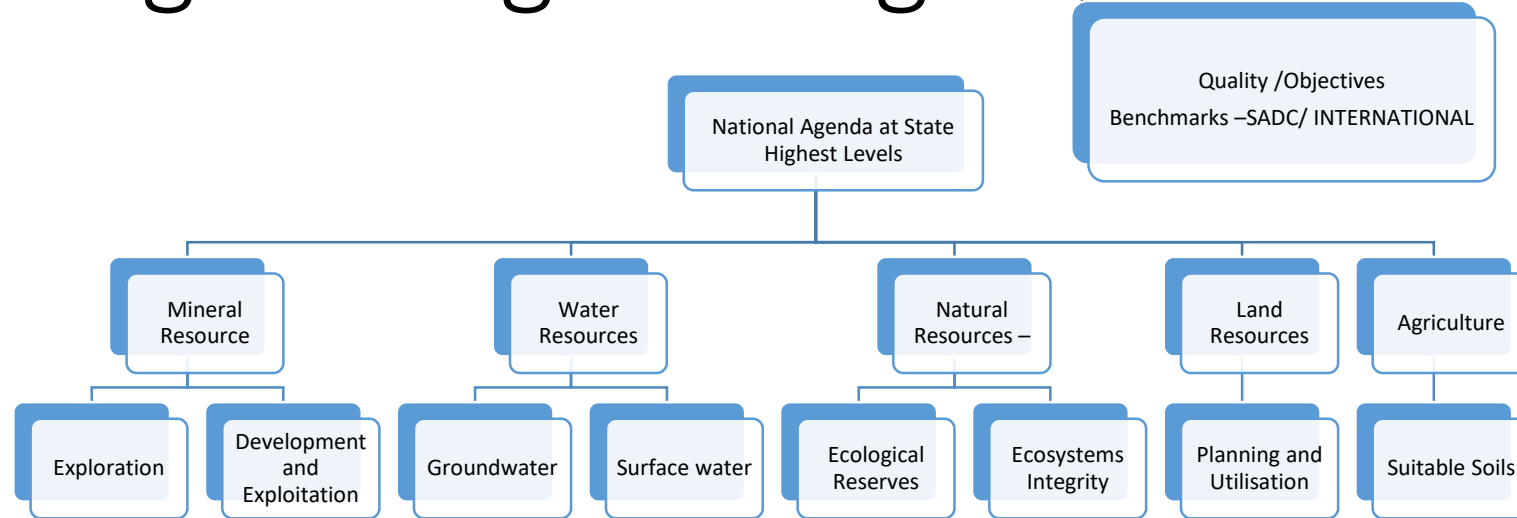 Quality /Objectives
Benchmarks –SADC/ INTERNATIONAL
National Agenda at State
Highest Levels
Mineral
Resource
Water
Resources
Natural
Resources –
Land
Resources
Agriculture
Exploration
Development
and
Exploitation
Groundwater
Surface water
Ecological
Reserves
Ecosystems
Integrity
Planning and
Utilisation
Suitable Soils